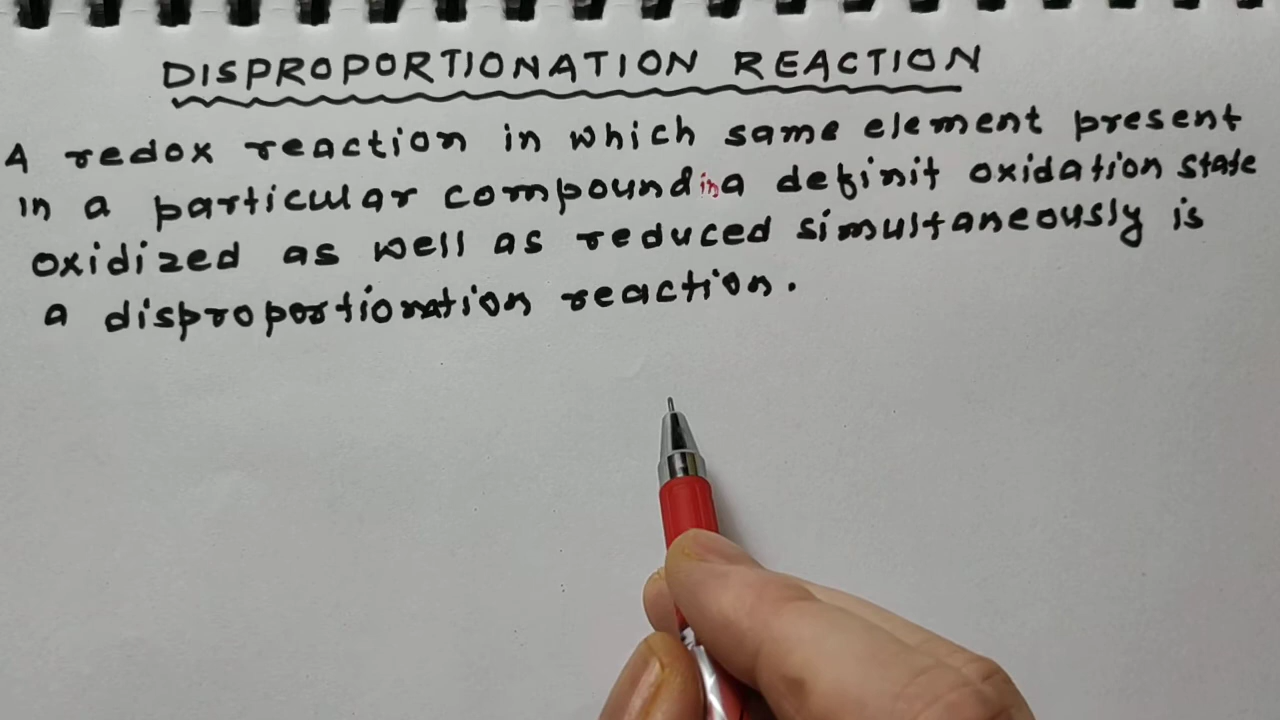 DISPROPORTIONATION REACTION
A redox reaction in which same element present
in a particular compound in a definit oxidation state
oxidized as well as reduced simultaneously is
a disproportionation reaction.